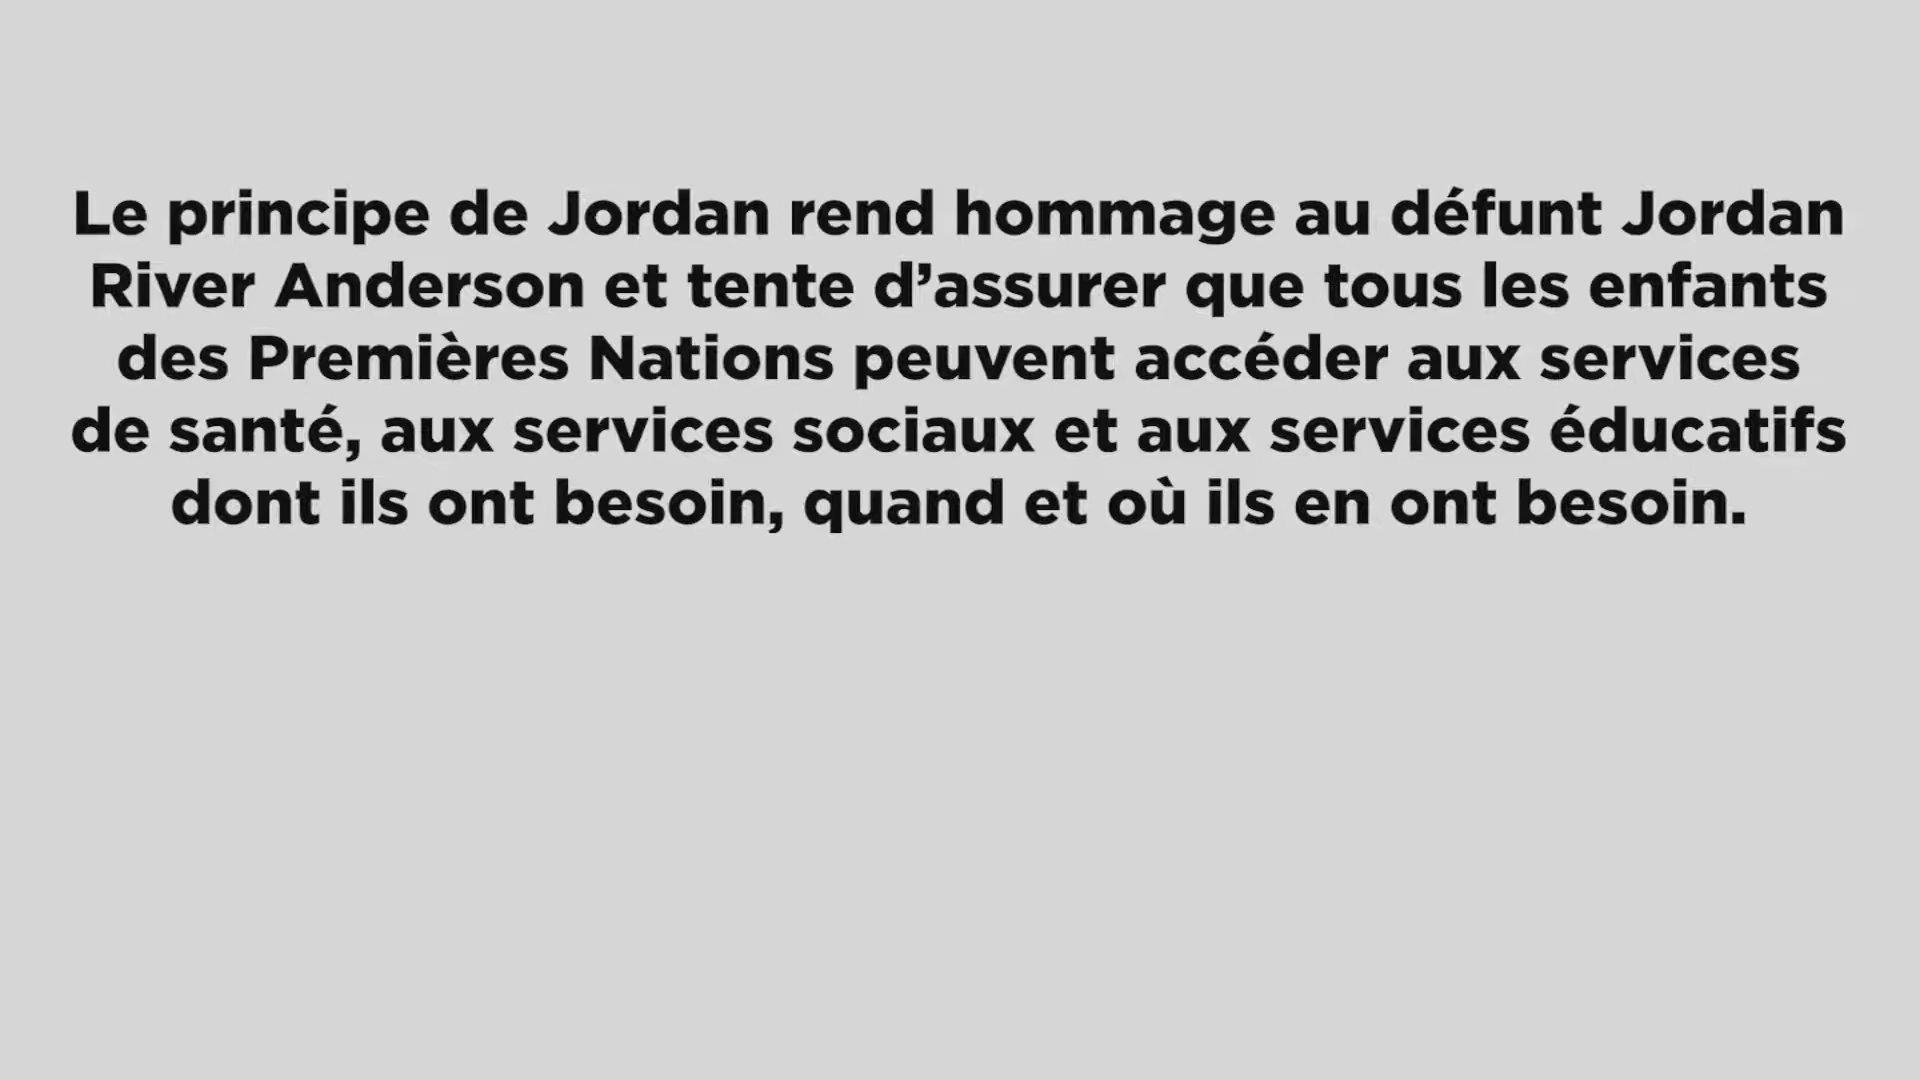 Le principe de Jordan rend hommage au défunt Jordan
River Anderson et tente d’assurer que tous les enfants
des Premières Nations peuvent accéder aux services
de santé, aux services sociaux et aux services éducatifs
dont ils ont besoin, quand et où ils en ont besoin.